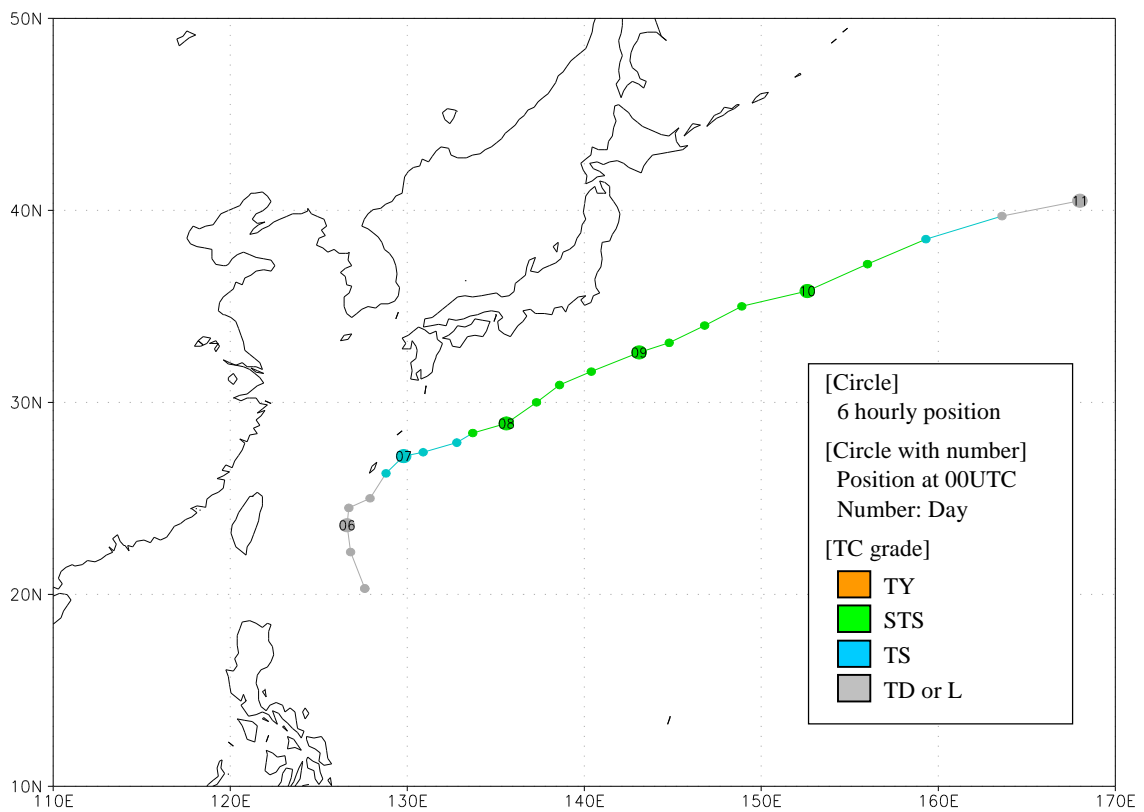 50N
40N
30N
20N
10N
110E 120E 130E 140E 150E 160E 170E
11
10
09
08
07
06
[Circle]
6 hourly position
[Circle with number]
Position at 00UTC
Number: Day
[TC grade]
TY
STS
TS
TD or L